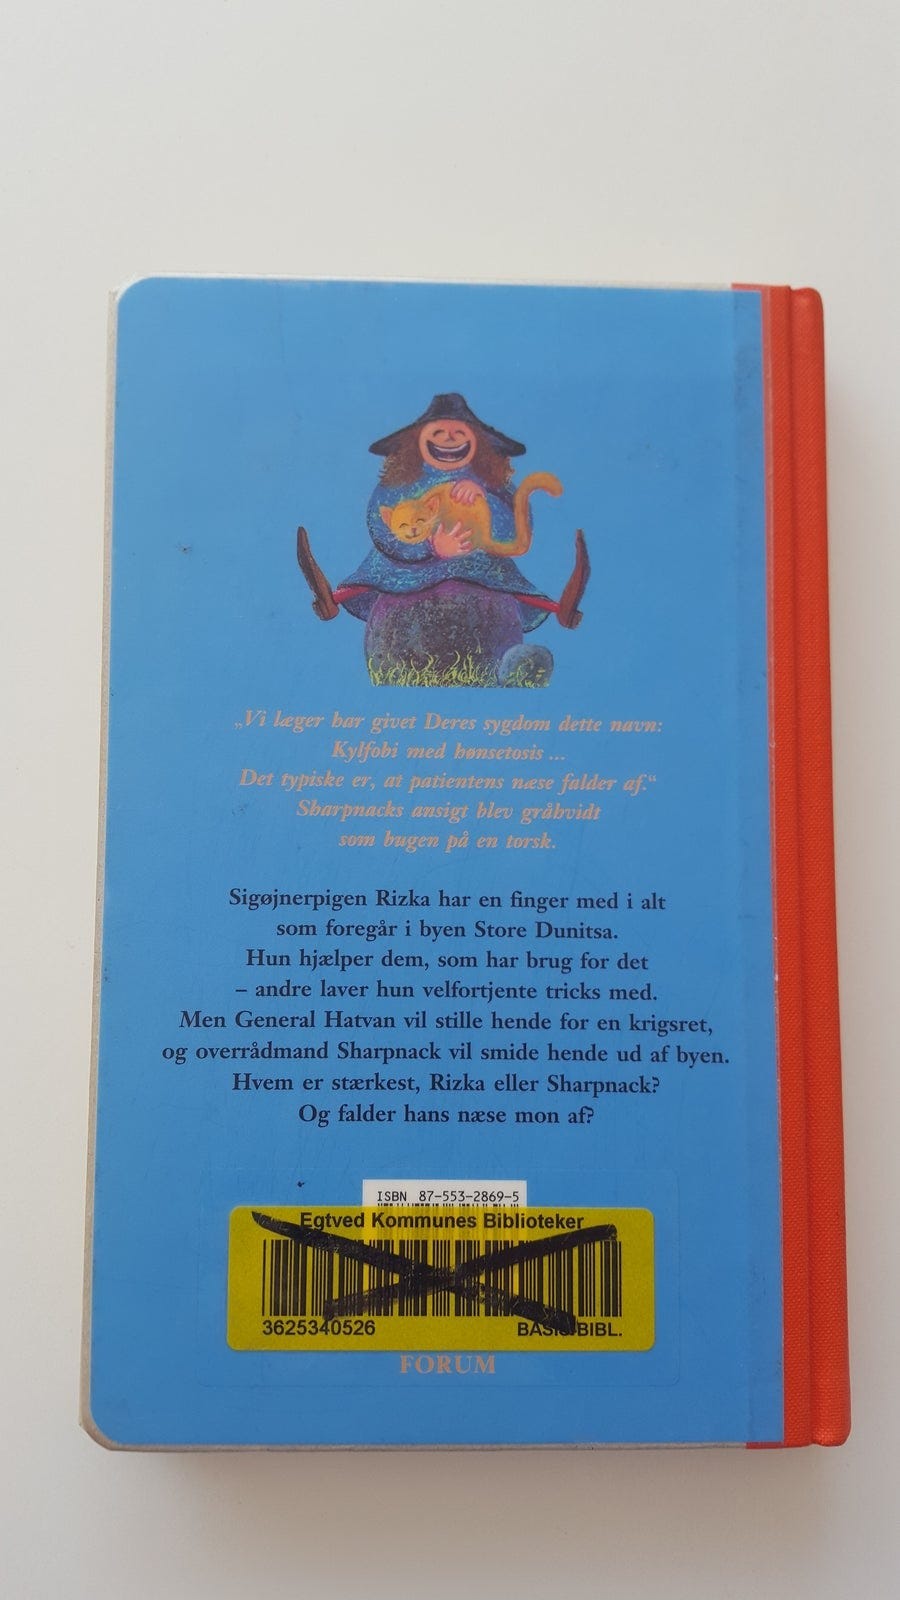 „Vi læger har givet Deres sygdom dette navn:
Kylfobi med hønsetosis ...
Det typiske er, at patientens næse falder af.“
Sharpnacks ansigt blev gråhvidt
som bugen på en torsk.
Sigøjnerpigen Rizka har en finger med i alt
som foregår i byen Store Dunitsa.
Hun hjælper dem, som har brug for det
– andre laver hun velfortjente tricks med.
Men General Hatvan vil stille hende for en krigsret,
og overrådmand Sharpnack vil smide hende ud af byen.
Hvem er stærkest, Rizka eller Sharpnack?
Og falder hans næse mon af?
ISBN 87-553-2869-5
Egtved Kommunes Biblioteker
3625340526 BASIS-BIBL.
FORUM